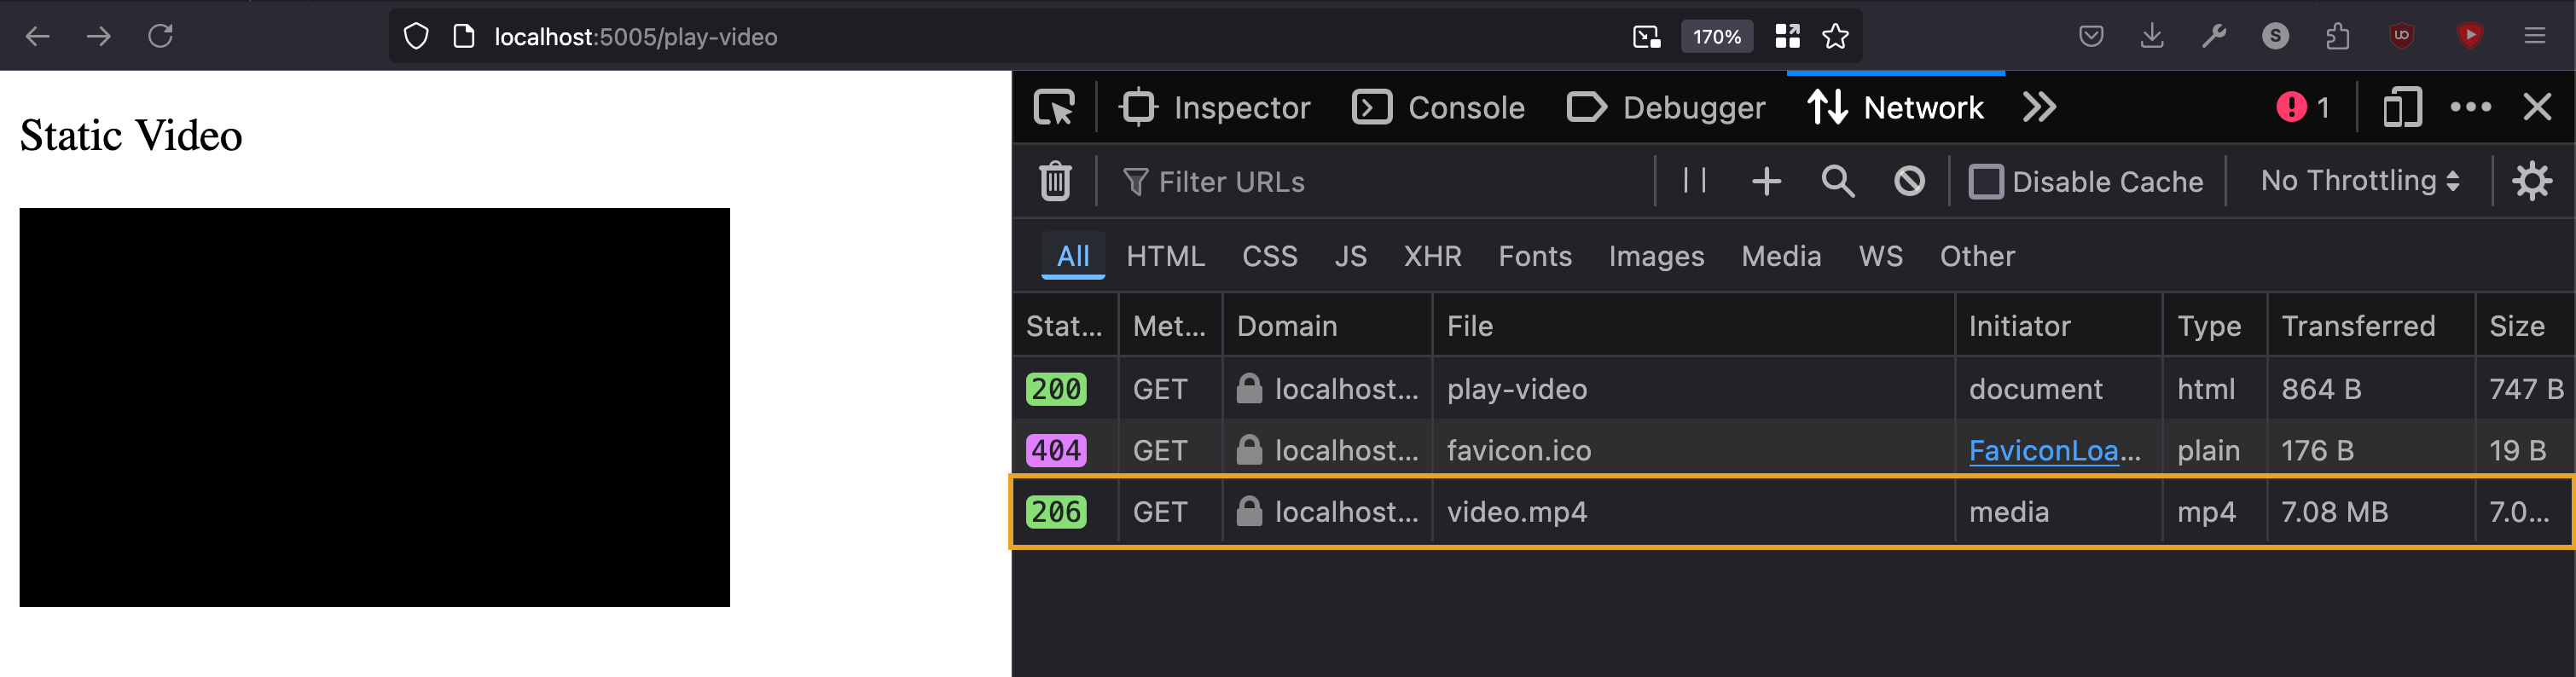 localhost:5005/play-video 170% S uo
Static Video
Inspector Console Debugger Network 1
Filter URLs Disable Cache No Throttling
All HTML CSS JS XHR Fonts Images Media WS Other
Stat... Met... Domain File Initiator Type Transferred Size
200 GET localhost... play-video document html 864 B 747 B
404 GET localhost... favicon.ico FaviconLoa... plain 176 B 19 B
206 GET localhost... video.mp4 media mp4 7.08 MB 7.0...